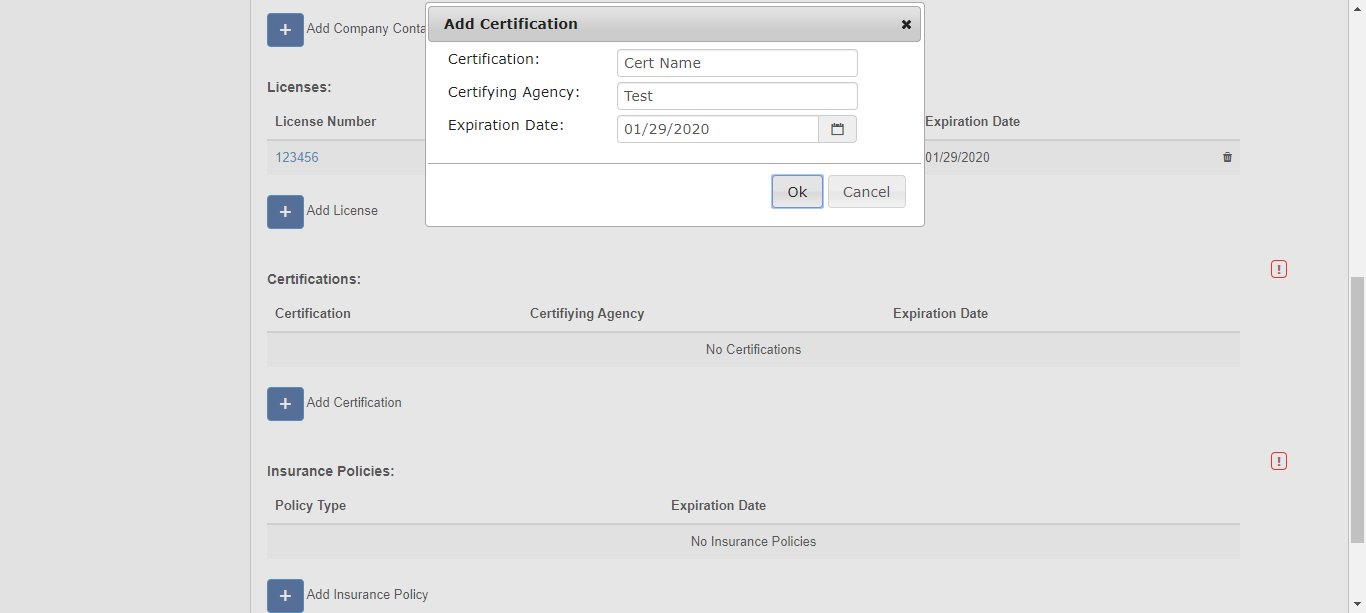 Add Certification
Certification: Cert Name
Certifying Agency: Test
Expiration Date: 01/29/2020
Ok Cancel
Add Company Conta
Licenses:
License Number Expiration Date
123456 01/29/2020
Add License
Certifications:
Certification Certifiying Agency Expiration Date
No Certifications
Add Certification
Insurance Policies:
Policy Type Expiration Date
No Insurance Policies
Add Insurance Policy